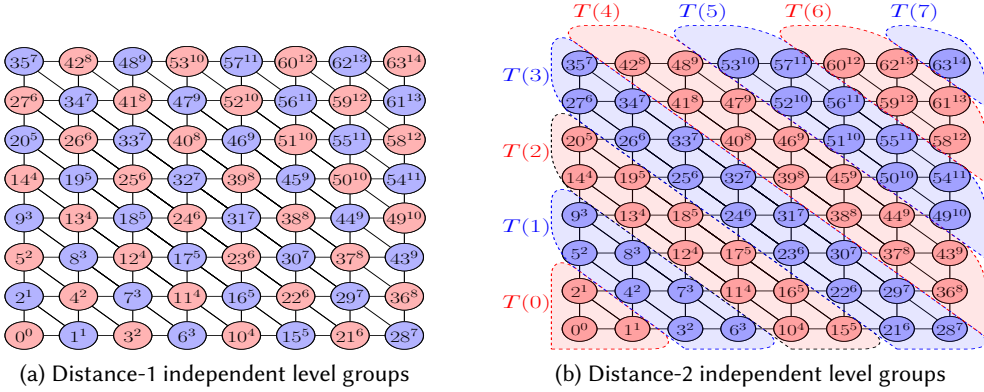 35⁷ 42⁸ 48⁹ 53¹⁰ 57¹¹ 60¹² 62¹³ 63¹⁴
27⁶ 34⁷ 41⁸ 47⁹ 52¹⁰ 56¹¹ 59¹² 61¹³
20⁵ 26⁶ 33⁷ 40⁸ 46⁹ 51¹⁰ 55¹¹ 58¹²
14⁴ 19⁵ 25⁶ 32⁷ 39⁸ 45⁹ 50¹⁰ 54¹¹
9³ 13⁴ 18⁵ 24⁶ 31⁷ 38⁸ 44⁹ 49¹⁰
5² 8³ 12⁴ 17⁵ 23⁶ 30⁷ 37⁸ 43⁹
2¹ 4² 7³ 11⁴ 16⁵ 22⁶ 29⁷ 36⁸
0⁰ 1¹ 3² 6³ 10⁴ 15⁵ 21⁶ 28⁷
(a) Distance-1 independent level groups
T(4) T(5) T(6) T(7)
35⁷ 42⁸ 48⁹ 53¹⁰ 57¹¹ 60¹² 62¹³ 63¹⁴
T(3)
27⁶ 34⁷ 41⁸ 47⁹ 52¹⁰ 56¹¹ 59¹² 61¹³
20⁵ 26⁶ 33⁷ 40⁸ 46⁹ 51¹⁰ 55¹¹ 58¹²
T(2)
14⁴ 19⁵ 25⁶ 32⁷ 39⁸ 45⁹ 50¹⁰ 54¹¹
9³ 13⁴ 18⁵ 24⁶ 31⁷ 38⁸ 44⁹ 49¹⁰
T(1)
5² 8³ 12⁴ 17⁵ 23⁶ 30⁷ 37⁸ 43⁹
2¹ 4² 7³ 11⁴ 16⁵ 22⁶ 29⁷ 36⁸
T(0)
0⁰ 1¹ 3² 6³ 10⁴ 15⁵ 21⁶ 28⁷
(b) Distance-2 independent level groups